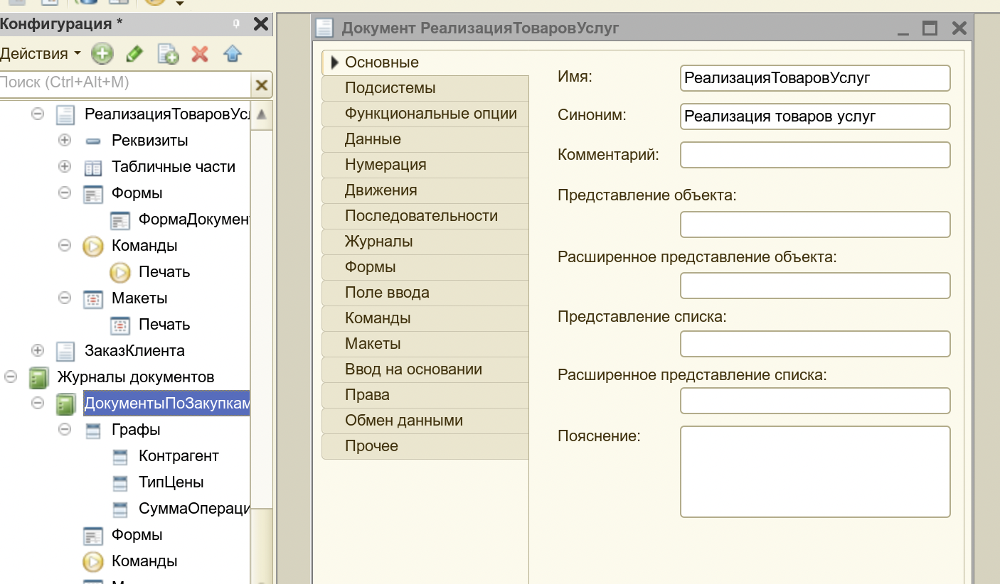 Конфигурация *
Действия
Поиск (Ctrl+Alt+M)
РеализацияТоваровУсл
Реквизиты
Табличные части
Формы
ФормаДокумент
Команды
Печать
Макеты
Печать
ЗаказКлиента
Журналы документов
ДокументыПоЗакупкам
Графы
Контрагент
ТипЦены
СуммаОпераци
Формы
Команды
Документ РеализацияТоваровУслуг
Основные
Подсистемы
Функциональные опции
Данные
Нумерация
Движения
Последовательности
Журналы
Формы
Поле ввода
Команды
Макеты
Ввод на основании
Права
Обмен данными
Прочее
Имя: РеализацияТоваровУслуг
Синоним: Реализация товаров услуг
Комментарий:
Представление объекта:
Расширенное представление объекта:
Представление списка:
Расширенное представление списка:
Пояснение: